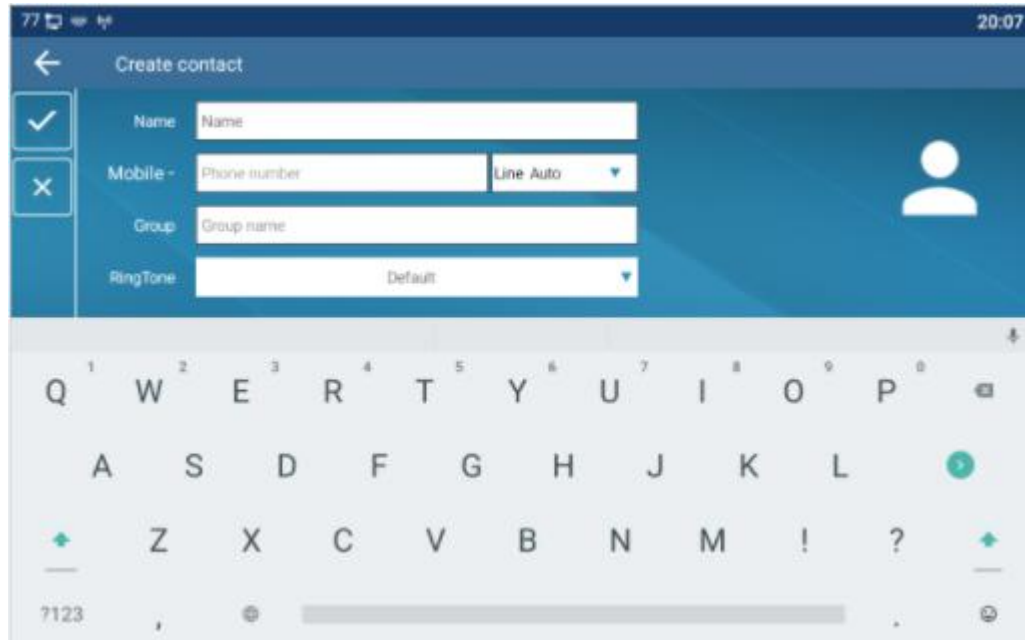 77 20:07
Create contact
Name Name
Mobile- Phone number Line Auto
Group Group name
RingTone Default
1 2 3 4 5 6 7 8 9 0
Q W E R T Y U I O P
A S D F G H J K L
Z X C V B N M ! ?
?123 , .